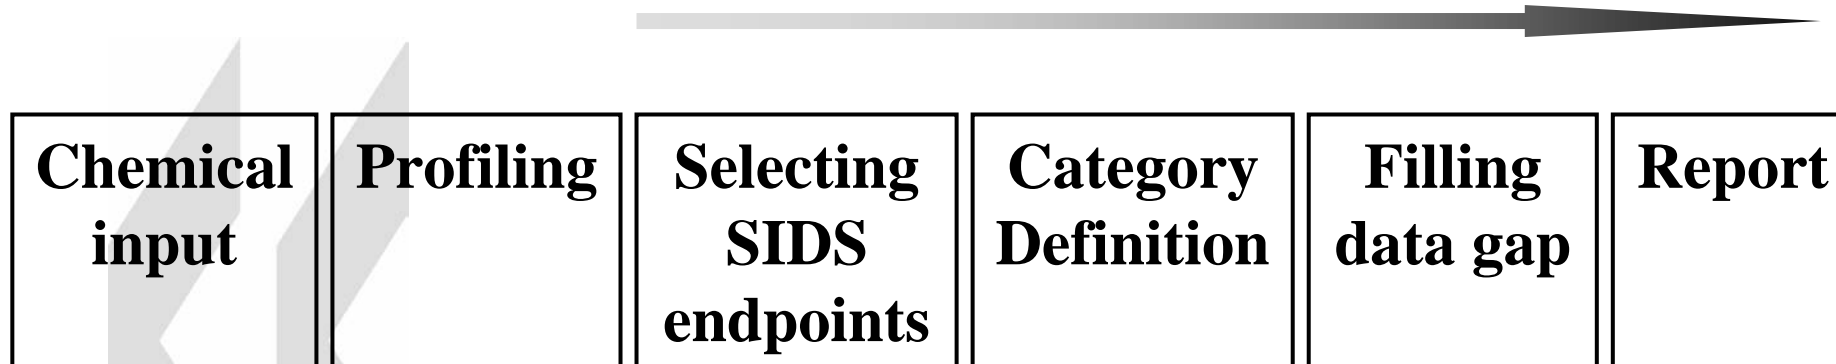 Chemical
input
Profiling
Selecting
SIDS
endpoints
Category
Definition
Filling
data gap
Report